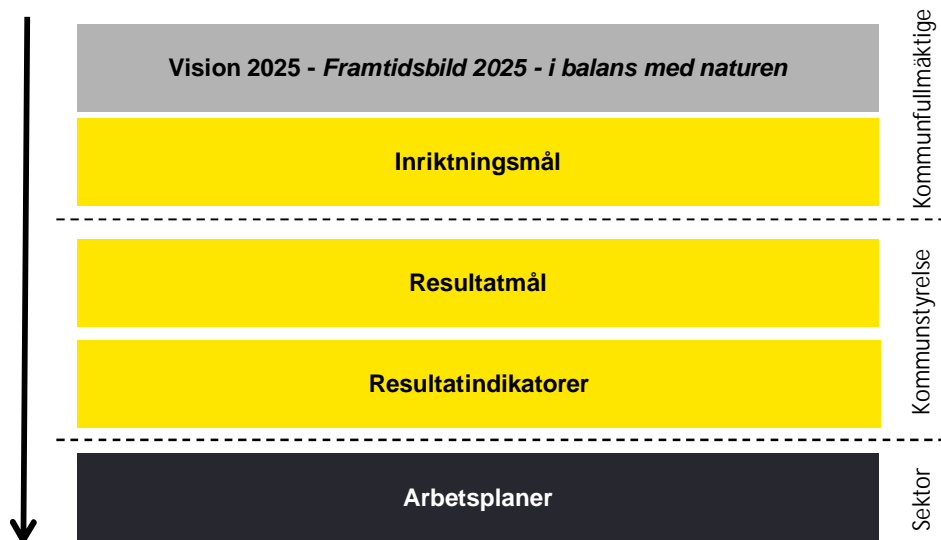 Vision 2025 - Framtidsbild 2025 - i balans med naturen
Inriktningsmål
Kommunfullmäktige
Resultatmål
Resultatindikatorer
Kommunstyrelse
Arbetsplaner
Sektor